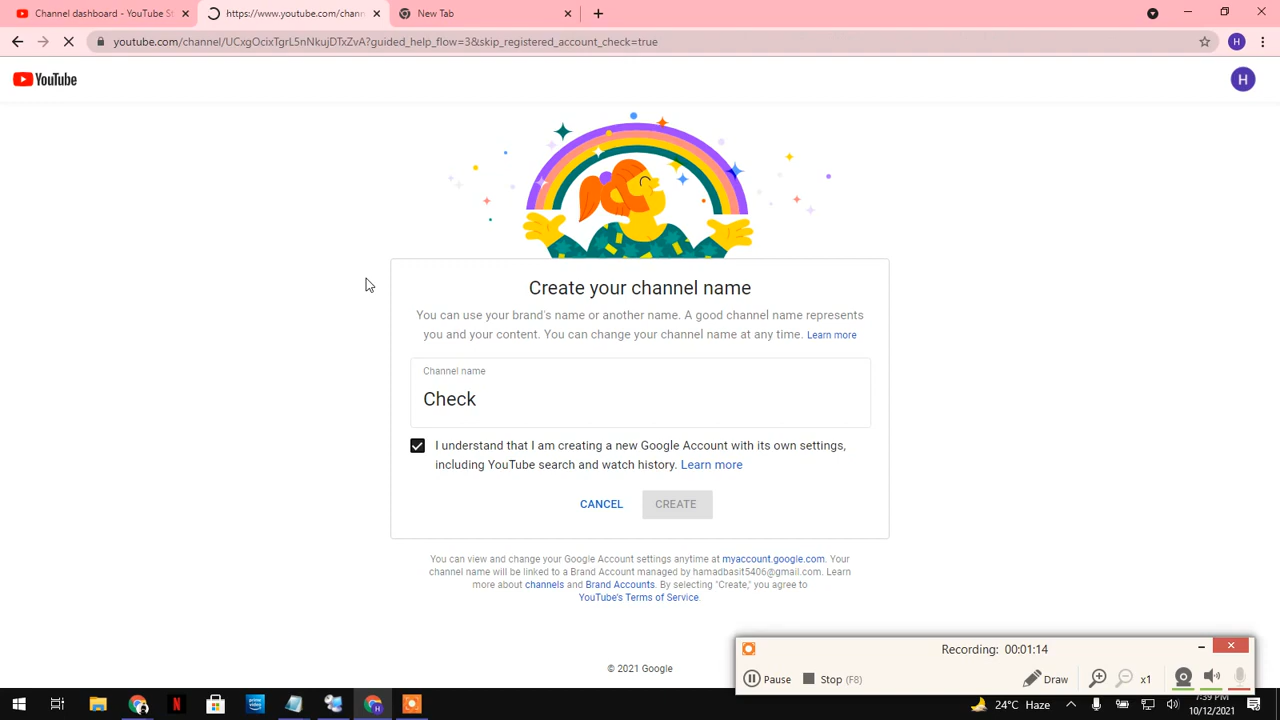 Channel dashboard - YouTube St
https://www.youtube.com/chann
New Tab
youtube.com/channel/UCxgOcixTgrL5nNkujDTxZvA?guided_help_flow=3&skip_registered_account_check=true
H
YouTube
H
Create your channel name
You can use your brand's name or another name. A good channel name represents
you and your content. You can change your channel name at any time. Learn more
Channel name
Check
I understand that I am creating a new Google Account with its own settings,
including YouTube search and watch history. Learn more
CANCEL
CREATE
You can view and change your Google Account settings anytime at myaccount.google.com. Your
channel name will be linked to a Brand Account managed by hamadbasit5406@gmail.com. Learn
more about channels and Brand Accounts. By selecting "Create," you agree to
YouTube's Terms of Service.
© 2021 Google
Recording: 00:01:14
Pause
Stop (F8)
Draw
x1
24°C Haze
7:39 PM
10/12/2021